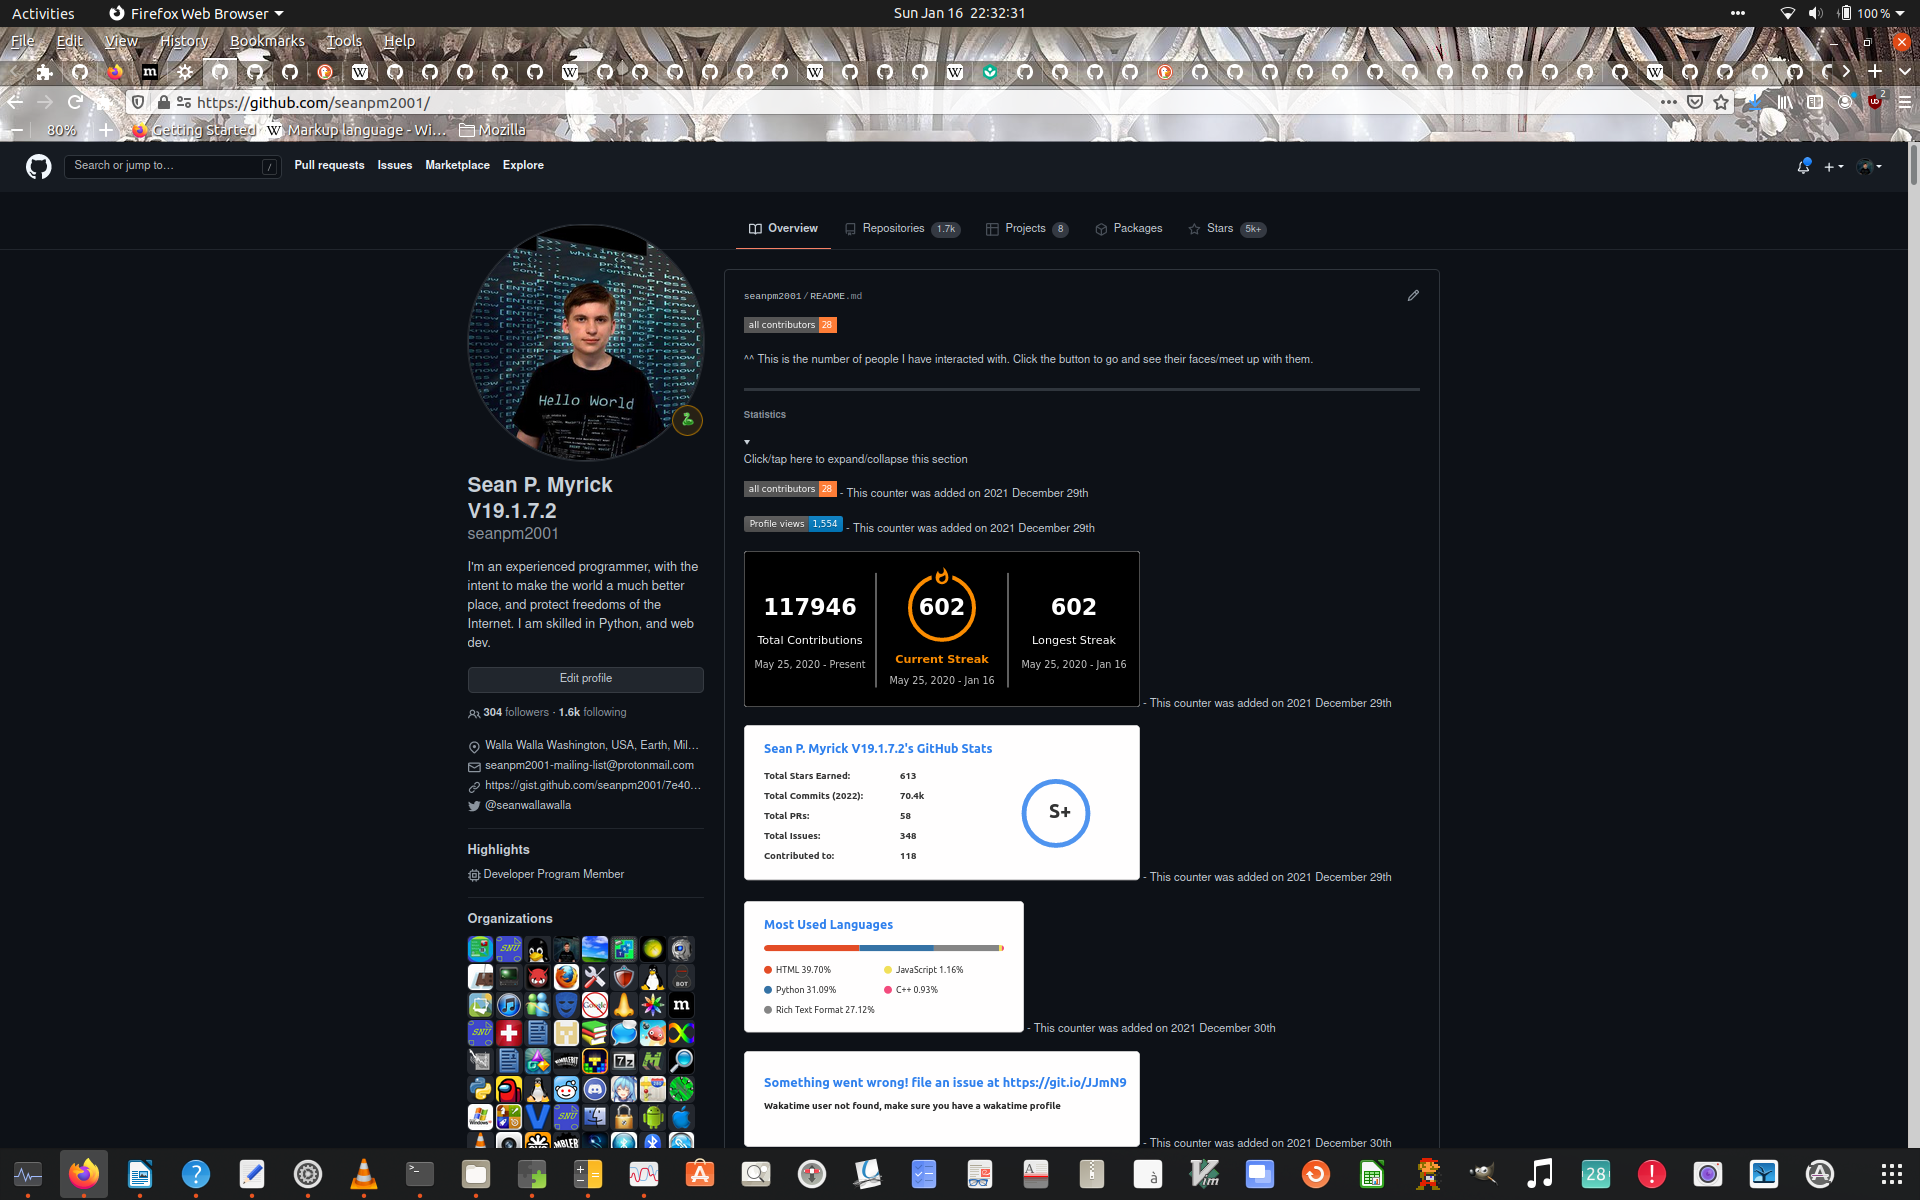 Activities
Firefox Web Browser
Sun Jan 16 22:32:31
100 %
File Edit View History Bookmarks Tools Help
https://github.com/seanpm2001/
80%
Getting Started
Markup language - Wi...
Mozilla
Search or jump to...
/
Pull requests Issues Marketplace Explore
Overview
Repositories 1.7k
Projects 8
Packages
Stars 5k+
Hello World
Sean P. Myrick
V19.1.7.2
seanpm2001
I'm an experienced programmer, with the
intent to make the world a much better
place, and protect freedoms of the
Internet. I am skilled in Python, and web
dev.
Edit profile
304 followers · 1.6k following
Walla Walla Washington, USA, Earth, Mil...
seanpm2001-mailing-list@protonmail.com
https://gist.github.com/seanpm2001/7e40...
@seanwallawalla
Highlights
Developer Program Member
Organizations
seanpm2001/README.md
all contributors 28
^^ This is the number of people I have interacted with. Click the button to go and see their faces/meet up with them.
Statistics
Click/tap here to expand/collapse this section
all contributors 28 - This counter was added on 2021 December 29th
Profile views 1,554 - This counter was added on 2021 December 29th
117946
Total Contributions
May 25, 2020 - Present
602
Current Streak
May 25, 2020 - Jan 16
602
Longest Streak
May 25, 2020 - Jan 16
- This counter was added on 2021 December 29th
Sean P. Myrick V19.1.7.2's GitHub Stats
Total Stars Earned: 613
Total Commits (2022): 70.4k
Total PRs: 58
Total Issues: 348
Contributed to: 118
S+
- This counter was added on 2021 December 29th
Most Used Languages
HTML 39.70%
JavaScript 1.16%
Python 31.09%
C++ 0.93%
Rich Text Format 27.12%
- This counter was added on 2021 December 30th
Something went wrong! file an issue at https://git.io/JJmN9
Wakatime user not found, make sure you have a wakatime profile
- This counter was added on 2021 December 30th
28